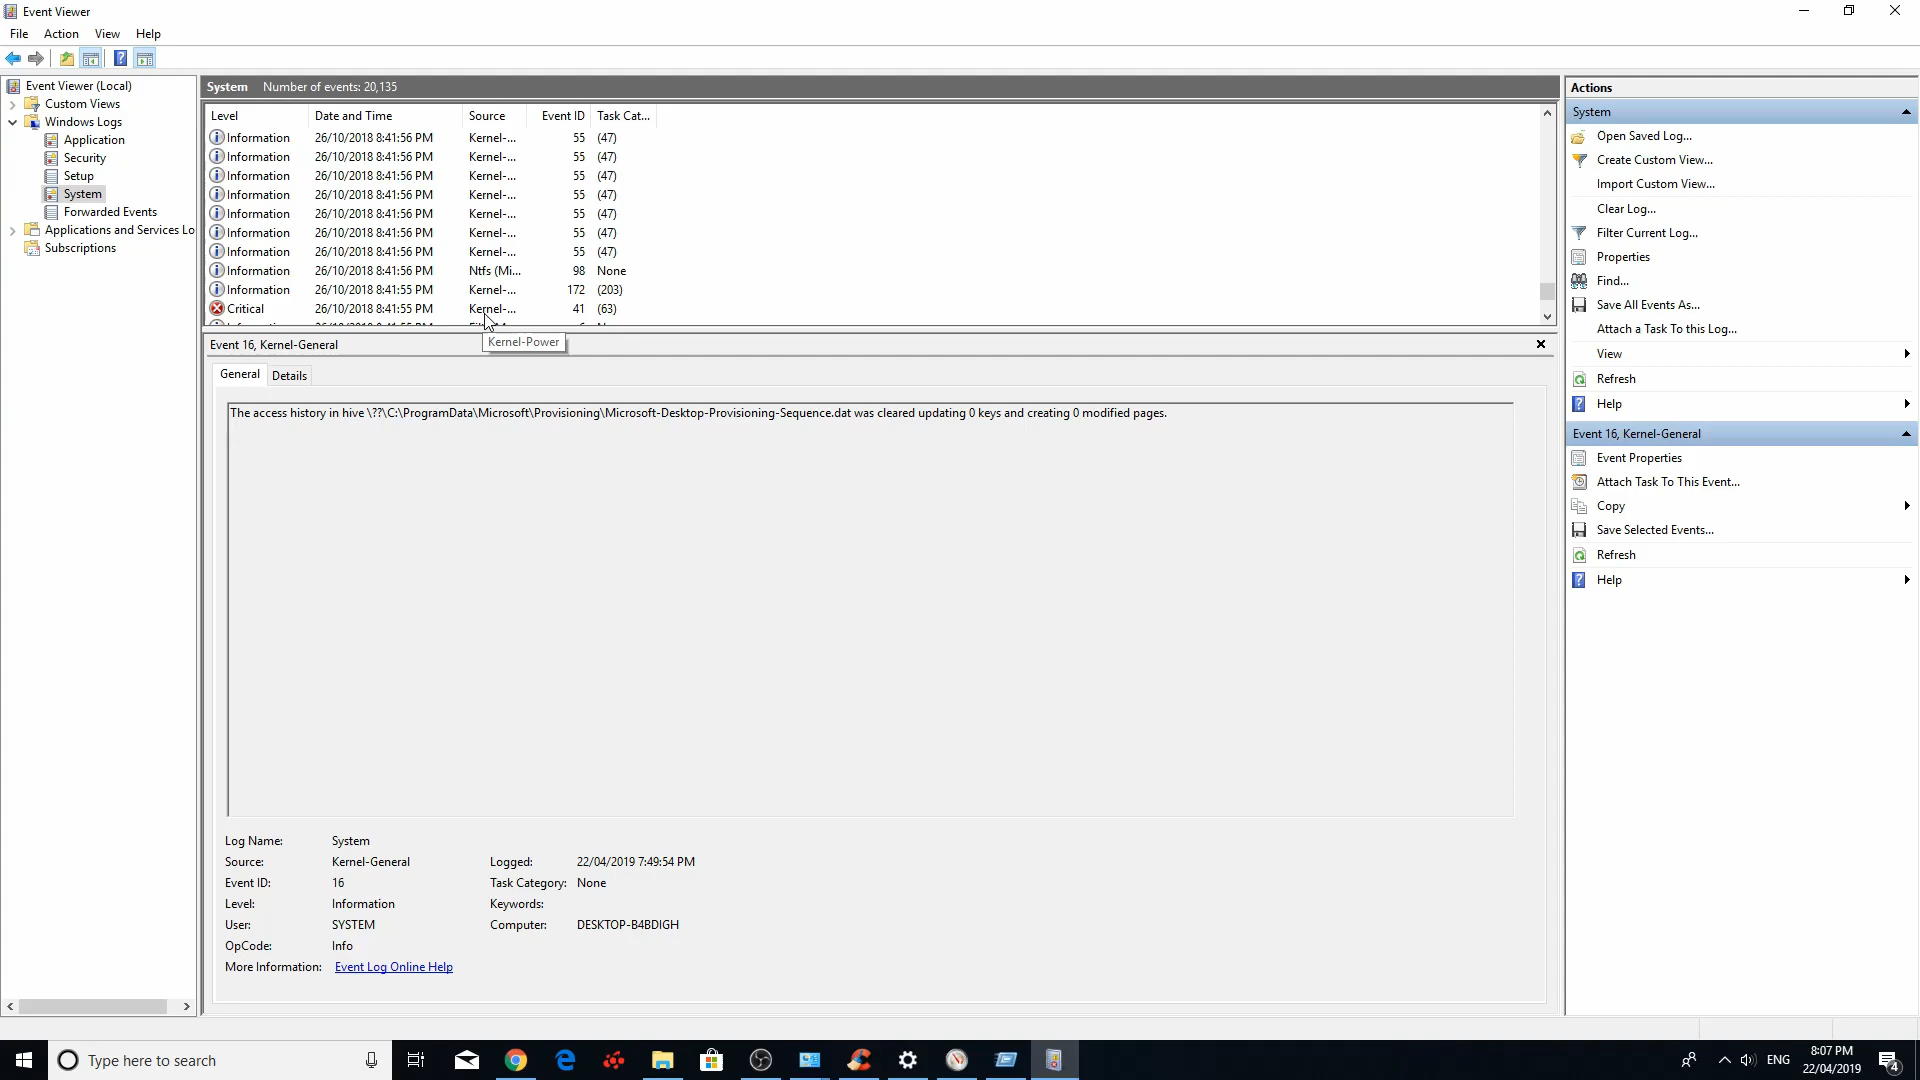 Event Viewer
File Action View Help
Event Viewer (Local)
Custom Views
Windows Logs
Application
Security
Setup
System
Forwarded Events
Applications and Services Lo
Subscriptions
System Number of events: 20,135
Level Date and Time Source Event ID Task Cat...
Information 26/10/2018 8:41:56 PM Kernel-... 55 (47)
Information 26/10/2018 8:41:56 PM Kernel-... 55 (47)
Information 26/10/2018 8:41:56 PM Kernel-... 55 (47)
Information 26/10/2018 8:41:56 PM Kernel-... 55 (47)
Information 26/10/2018 8:41:56 PM Kernel-... 55 (47)
Information 26/10/2018 8:41:56 PM Kernel-... 55 (47)
Information 26/10/2018 8:41:56 PM Kernel-... 55 (47)
Information 26/10/2018 8:41:56 PM Ntfs (Mi... 98 None
Information 26/10/2018 8:41:56 PM Kernel-... 172 (203)
Critical 26/10/2018 8:41:55 PM Kernel-... 41 (63)
Kernel-Power
Event 16, Kernel-General
General Details
The access history in hive \??\C:\ProgramData\Microsoft\Provisioning\Microsoft-Desktop-Provisioning-Sequence.dat was cleared updating 0 keys and creating 0 modified pages.
Log Name: System
Source: Kernel-General Logged: 22/04/2019 7:49:54 PM
Event ID: 16 Task Category: None
Level: Information Keywords:
User: SYSTEM Computer: DESKTOP-B4BDIGH
OpCode: Info
More Information: Event Log Online Help
Actions
System
Open Saved Log...
Create Custom View...
Import Custom View...
Clear Log...
Filter Current Log...
Properties
Find...
Save All Events As...
Attach a Task To this Log...
View
Refresh
Help
Event 16, Kernel-General
Event Properties
Attach Task To This Event...
Copy
Save Selected Events...
Refresh
Help
Type here to search
ENG
8:07 PM
22/04/2019
4